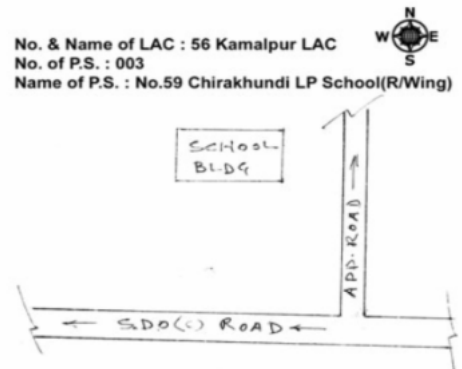 N
W E
S
No. & Name of LAC : 56 Kamalpur LAC
No. of P.S. : 003
Name of P.S. : No.59 Chirakhundi LP School(R/Wing)
SCHOOL
BLDG
APP. ROAD →
← S.D.O(C) ROAD ←